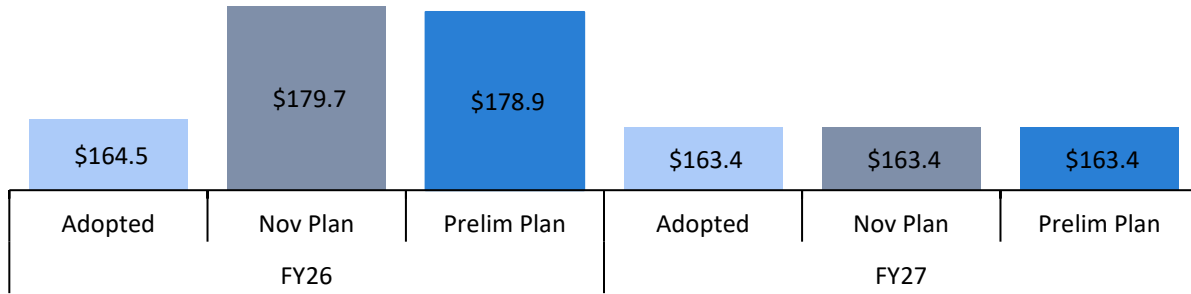 $179.7
$178.9
$164.5 $163.4 $163.4 $163.4
Adopted Nov Plan Prelim Plan Adopted Nov Plan Prelim Plan
FY26 FY27